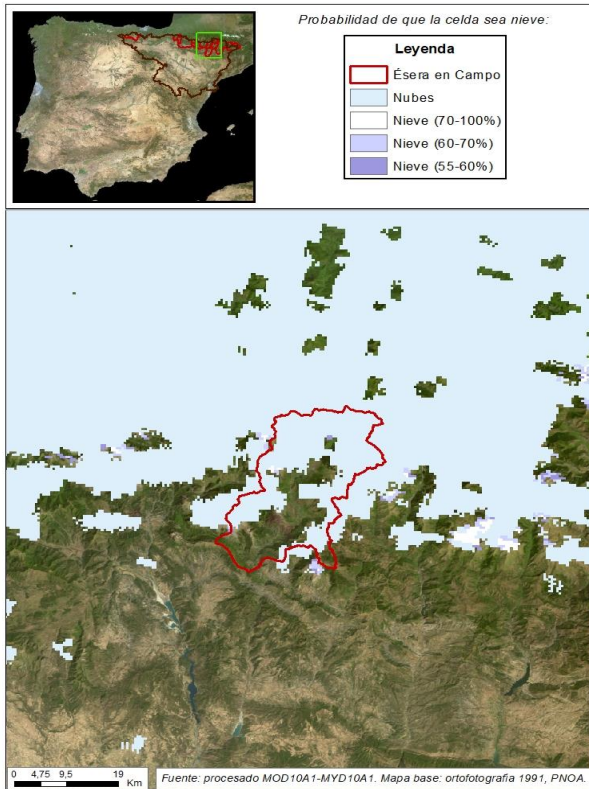 Probabilidad de que la celda sea nieve:
Leyenda
Ésera en Campo
Nubes
Nieve (70-100%)
Nieve (60-70%)
Nieve (55-60%)
0 4,75 9,5 19
Km
Fuente: procesado MOD10A1-MYD10A1. Mapa base: ortofotografia 1991, PNOA.